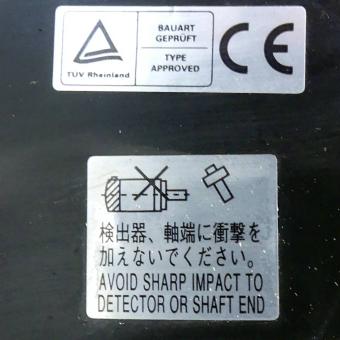 TÜV Rheinland
BAUART
GEPRÜFT
TYPE
APPROVED
CE
検出器、軸端に衝撃を
加えないでください。
AVOID SHARP IMPACT TO
DETECTOR OR SHAFT END